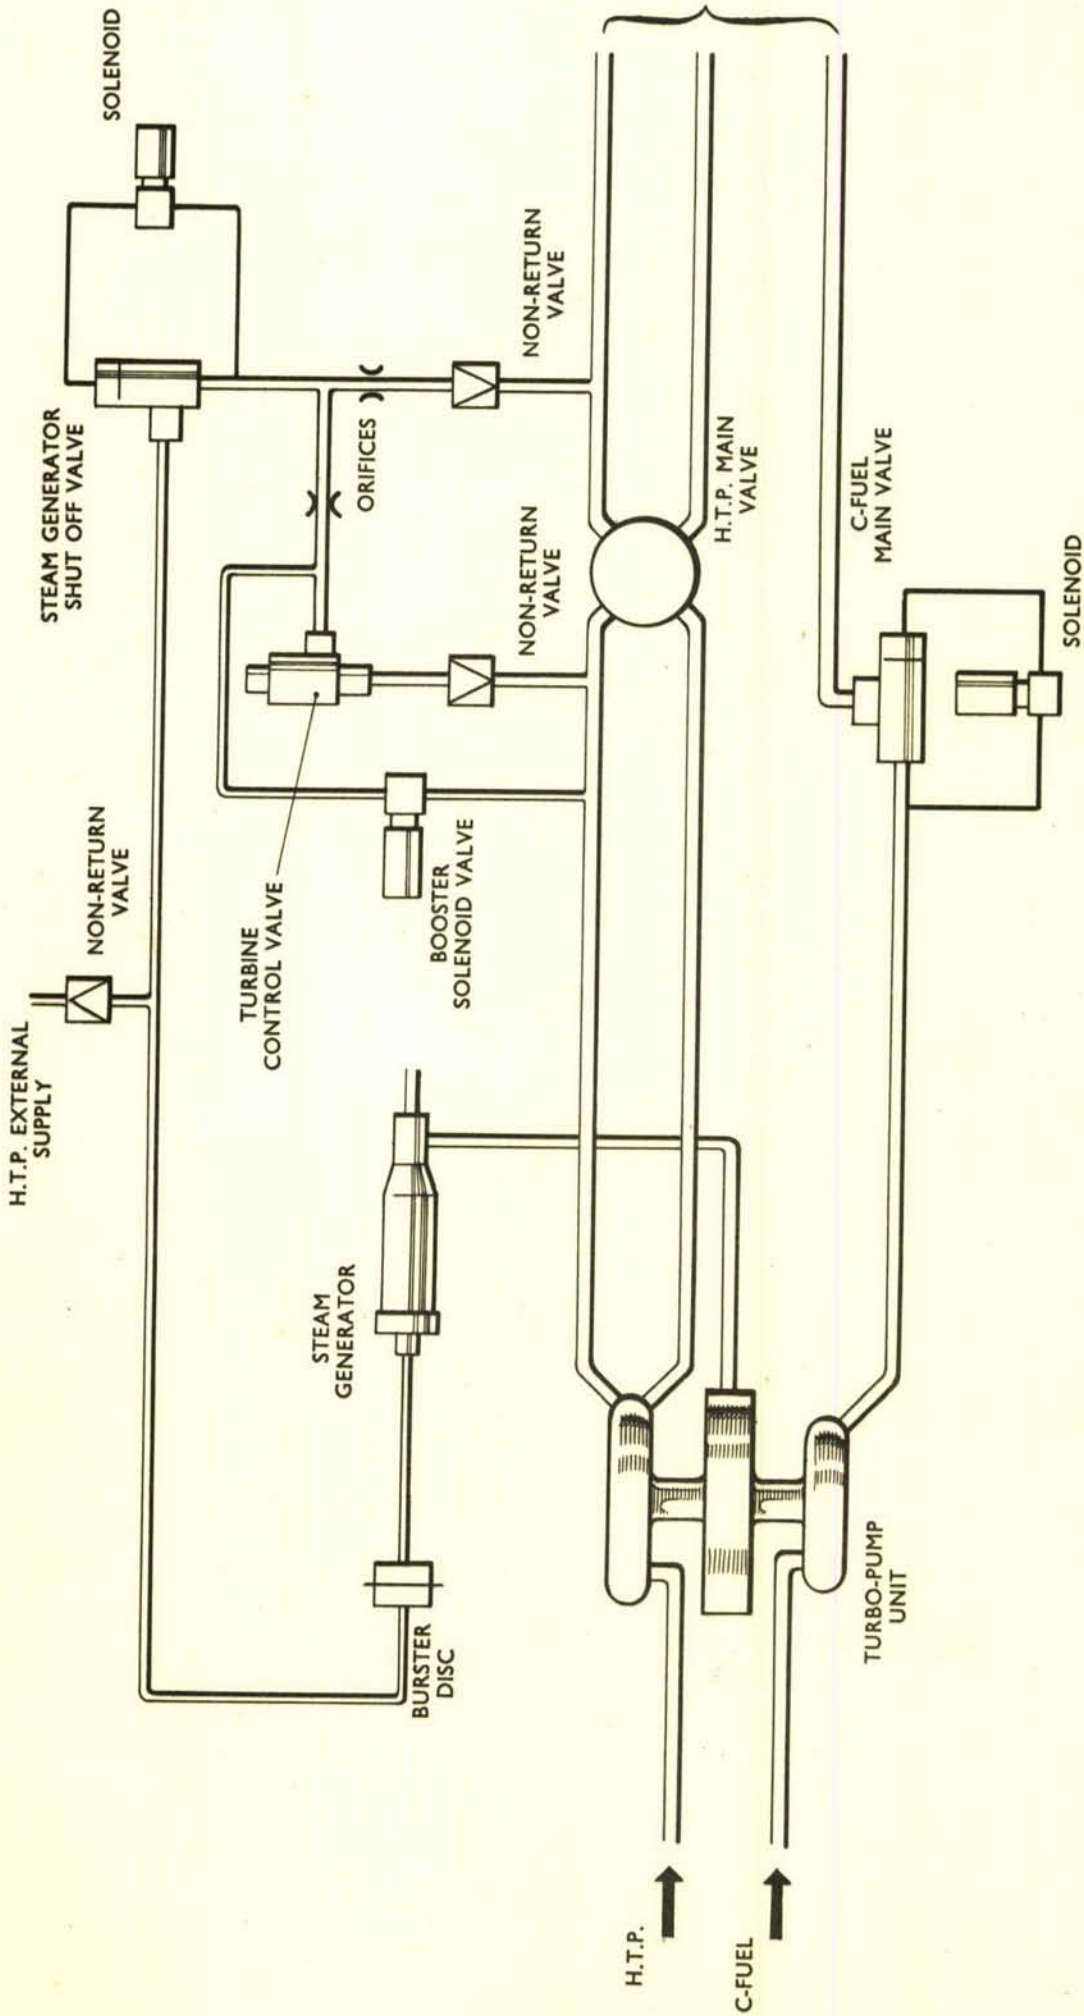 H.T.P. EXTERNAL
SUPPLY
NON-RETURN
VALVE
STEAM GENERATOR
SHUT OFF VALVE
SOLENOID
TURBINE
CONTROL VALVE
ORIFICES
STEAM
GENERATOR
BOOSTER
SOLENOID VALVE
NON-RETURN
VALVE
NON-RETURN
VALVE
BURSTER
DISC
H.T.P. MAIN
VALVE
H.T.P.
C-FUEL
TURBO-PUMP
UNIT
C-FUEL
MAIN VALVE
SOLENOID